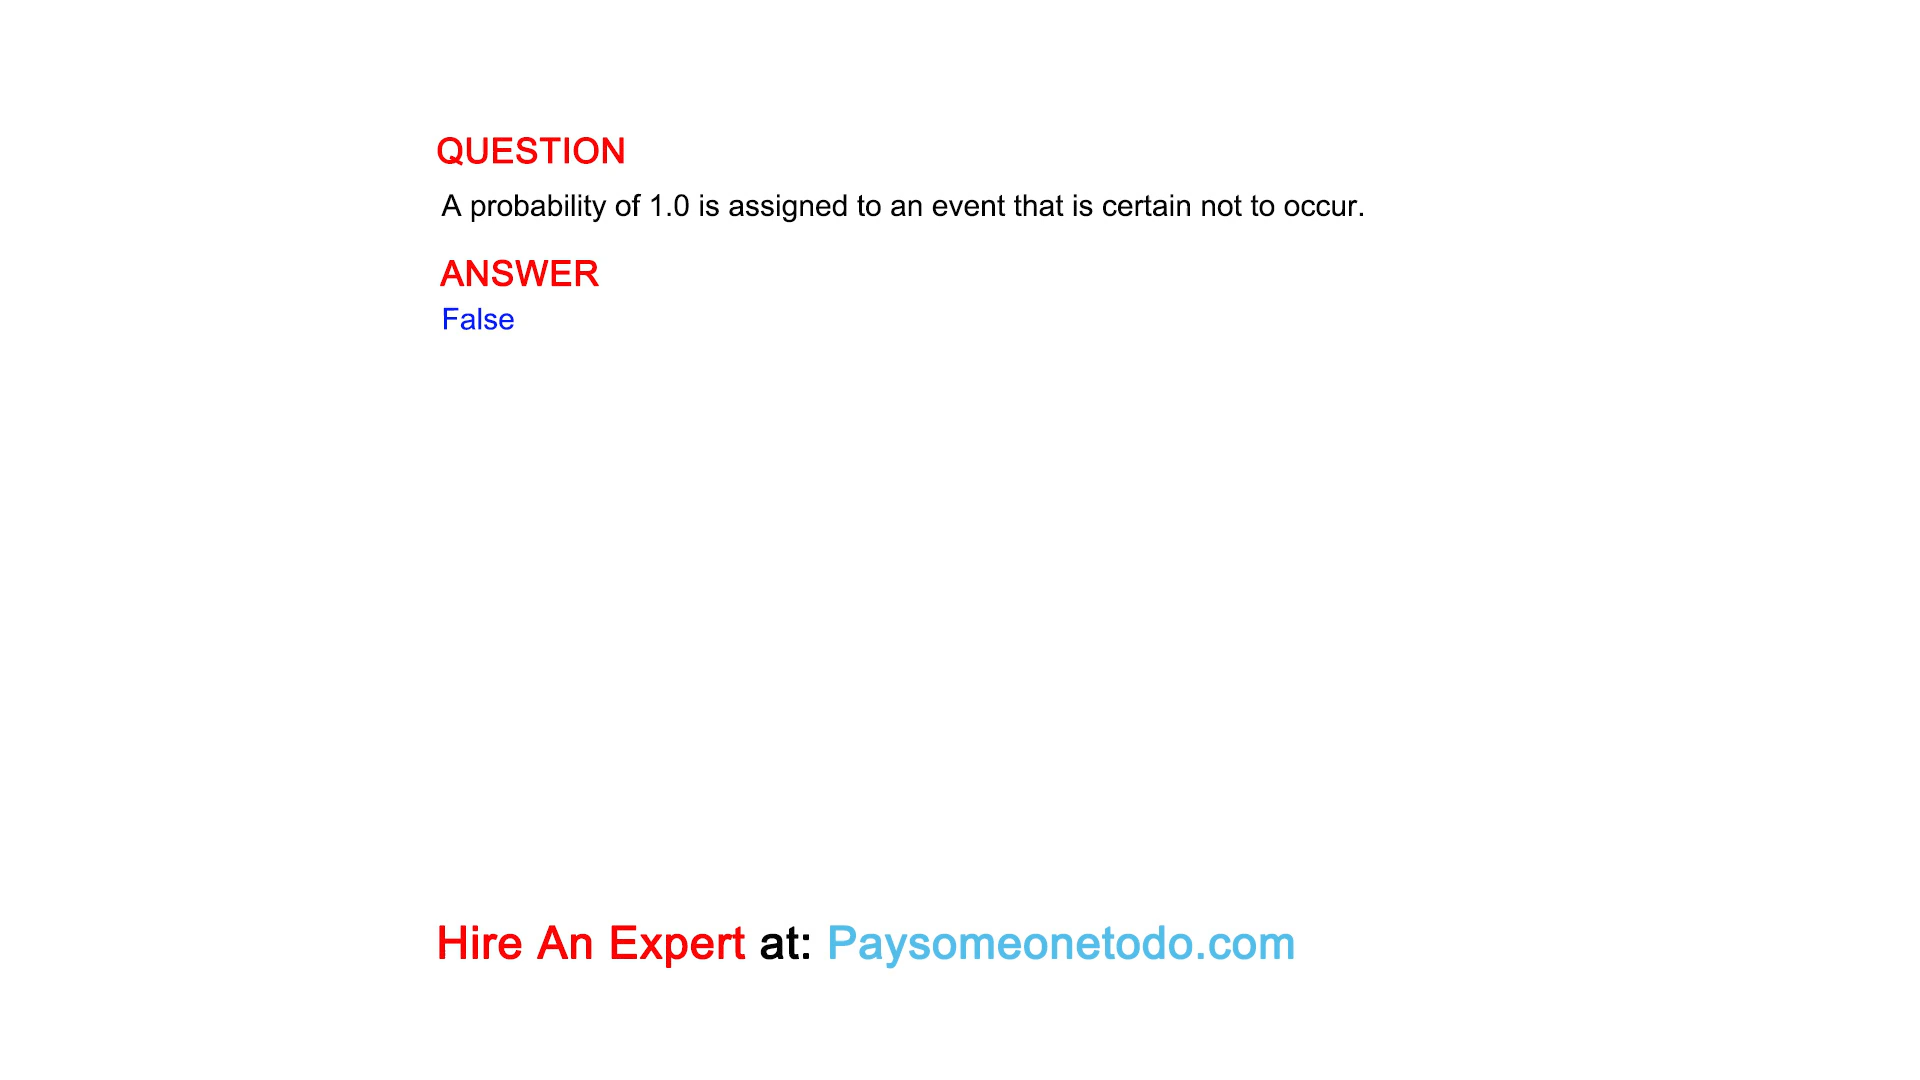 QUESTION
A probability of 1.0 is assigned to an event that is certain not to occur.
ANSWER
False
Hire An Expert at: Paysomeonetodo.com